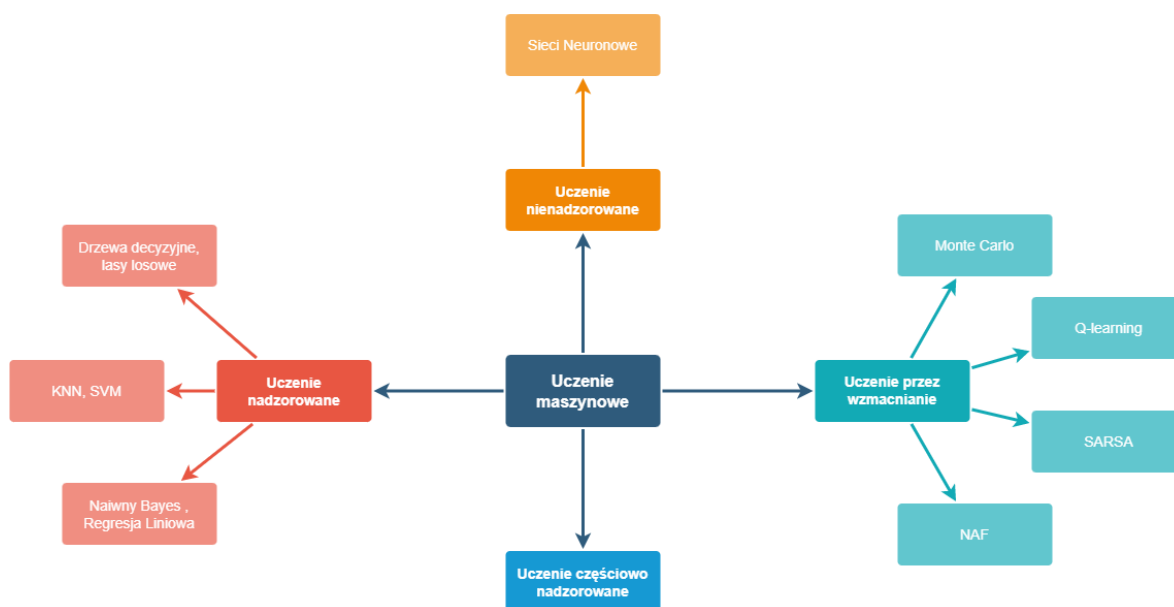 Sieci Neuronowe
Uczenie
nienadzorowane
Drzewa decyzyjne,
lasy losowe
Monte Carlo
Q-learning
KNN, SVM
Uczenie
nadzorowane
Uczenie
maszynowe
Uczenie przez
wzmacnianie
SARSA
Naiwny Bayes ,
Regresja Liniowa
NAF
Uczenie częściowo
nadzorowane